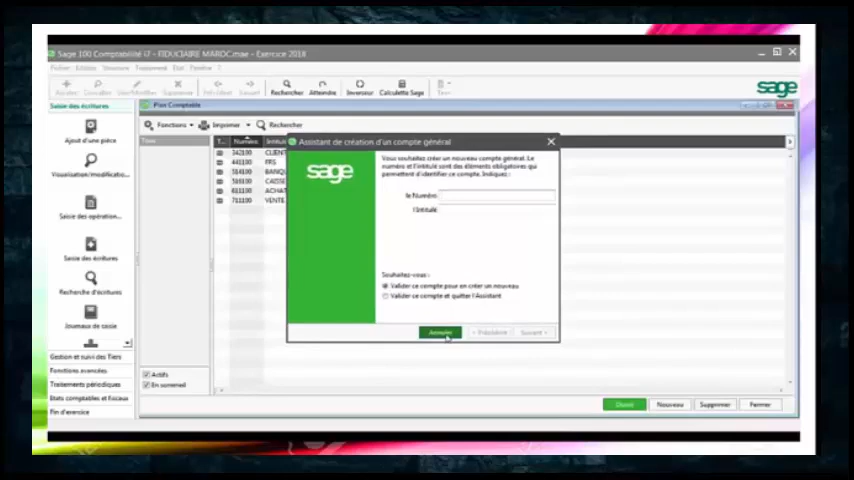 Sage 100 Comptabilité i7 - FIDUCIAIRE MAROC.mae - Exercice 2014
Rechercher Atteindre Inverseur Calculette Sage
sage
Saisie des écritures
Plan Comptable
Fonctions Imprimer Rechercher
Ajout d'une pièce
Visualisation/modificatio...
Saisie des opération...
Saisie des écritures
Recherche d'écritures
Journaux de saisie
Gestion et suivi des Tiers
Fonctions avancées
Traitements périodiques
Etats comptables et fiscaux
Fin d'exercice
T... Numéro Intitu
342100 CLIENT
441100 FRS
514100 BANQU
516100 CAISSE
611100 ACHAT
711100 VENTE
Assistant de création d'un compte général
sage
Vous souhaitez créer un nouveau compte général. Le
numéro et l'intitulé sont des éléments obligatoires qui
permettent d'identifier ce compte. Indiquez :
le Numéro
l'Intitulé
Souhaitez-vous :
Valider ce compte pour en créer un nouveau
Valider ce compte et quitter l'Assistant
Annuler < Précédent Suivant >
Actifs
En sommeil
Ouvrir Nouveau Supprimer Fermer